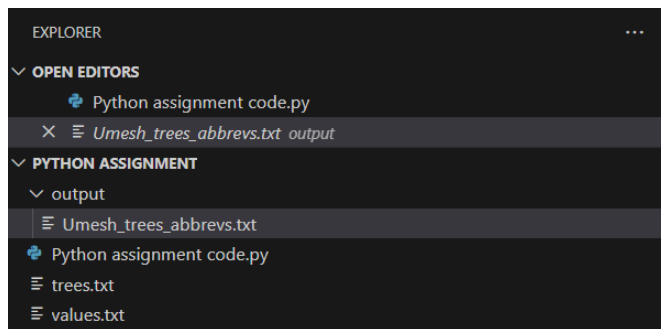 EXPLORER
OPEN EDITORS
Python assignment code.py
Umesh_trees_abbrevs.txt output
PYTHON ASSIGNMENT
output
Umesh_trees_abbrevs.txt
Python assignment code.py
trees.txt
values.txt